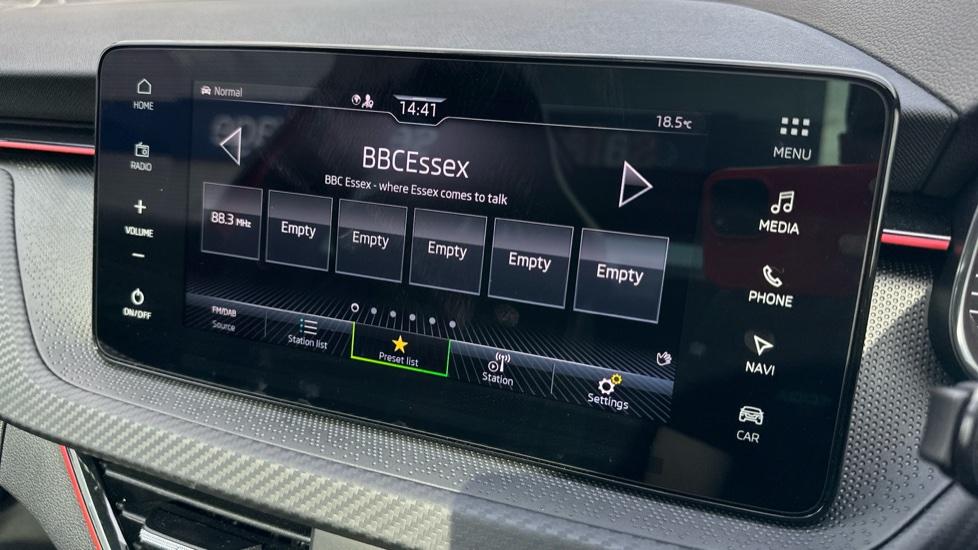 HOME
RADIO
+
VOLUME
-
ON/OFF
Normal
14:41
18.5°C
BBCEssex
BBC Essex - where Essex comes to talk
88.3 MHz
Empty
Empty
Empty
Empty
Empty
FM/DAB
Source
Station list
Preset list
Station
Settings
MENU
MEDIA
PHONE
NAVI
CAR